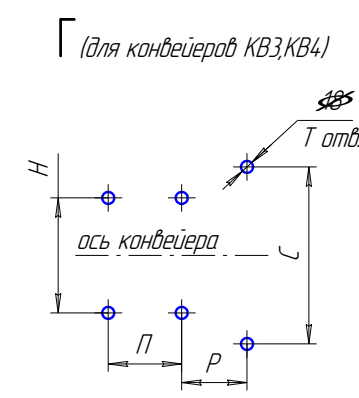 Г (для конвейеров КВ3,КВ4)
Т отв.
Н
ось конвейера
С
П
Р